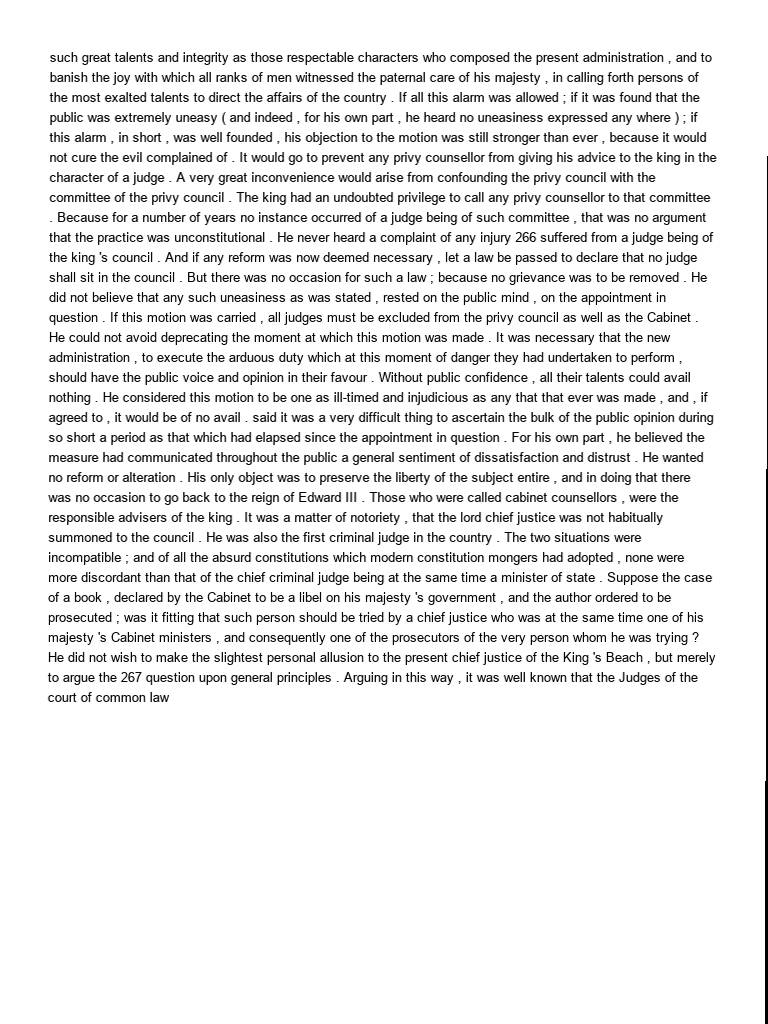 such great talents and integrity as those respectable characters who composed the present administration , and to
banish the joy with which all ranks of men witnessed the paternal care of his majesty , in calling forth persons of
the most exalted talents to direct the affairs of the country . If all this alarm was allowed ; if it was found that the
public was extremely uneasy ( and indeed , for his own part , he heard no uneasiness expressed any where ) ; if
this alarm , in short , was well founded , his objection to the motion was still stronger than ever , because it would
not cure the evil complained of . It would go to prevent any privy counsellor from giving his advice to the king in the
character of a judge . A very great inconvenience would arise from confounding the privy council with the
committee of the privy council . The king had an undoubted privilege to call any privy counsellor to that committee
. Because for a number of years no instance occurred of a judge being of such committee , that was no argument
that the practice was unconstitutional . He never heard a complaint of any injury 266 suffered from a judge being of
the king 's council . And if any reform was now deemed necessary , let a law be passed to declare that no judge
shall sit in the council . But there was no occasion for such a law ; because no grievance was to be removed . He
did not believe that any such uneasiness as was stated , rested on the public mind , on the appointment in
question . If this motion was carried , all judges must be excluded from the privy council as well as the Cabinet .
He could not avoid deprecating the moment at which this motion was made . It was necessary that the new
administration , to execute the arduous duty which at this moment of danger they had undertaken to perform ,
should have the public voice and opinion in their favour . Without public confidence , all their talents could avail
nothing . He considered this motion to be one as ill-timed and injudicious as any that that ever was made , and , if
agreed to , it would be of no avail . said it was a very difficult thing to ascertain the bulk of the public opinion during
so short a period as that which had elapsed since the appointment in question . For his own part , he believed the
measure had communicated throughout the public a general sentiment of dissatisfaction and distrust . He wanted
no reform or alteration . His only object was to preserve the liberty of the subject entire , and in doing that there
was no occasion to go back to the reign of Edward III . Those who were called cabinet counsellors , were the
responsible advisers of the king . It was a matter of notoriety , that the lord chief justice was not habitually
summoned to the council . He was also the first criminal judge in the country . The two situations were
incompatible ; and of all the absurd constitutions which modern constitution mongers had adopted , none were
more discordant than that of the chief criminal judge being at the same time a minister of state . Suppose the case
of a book , declared by the Cabinet to be a libel on his majesty 's government , and the author ordered to be
prosecuted ; was it fitting that such person should be tried by a chief justice who was at the same time one of his
majesty 's Cabinet ministers , and consequently one of the prosecutors of the very person whom he was trying ?
He did not wish to make the slightest personal allusion to the present chief justice of the King 's Beach , but merely
to argue the 267 question upon general principles . Arguing in this way , it was well known that the Judges of the
court of common law